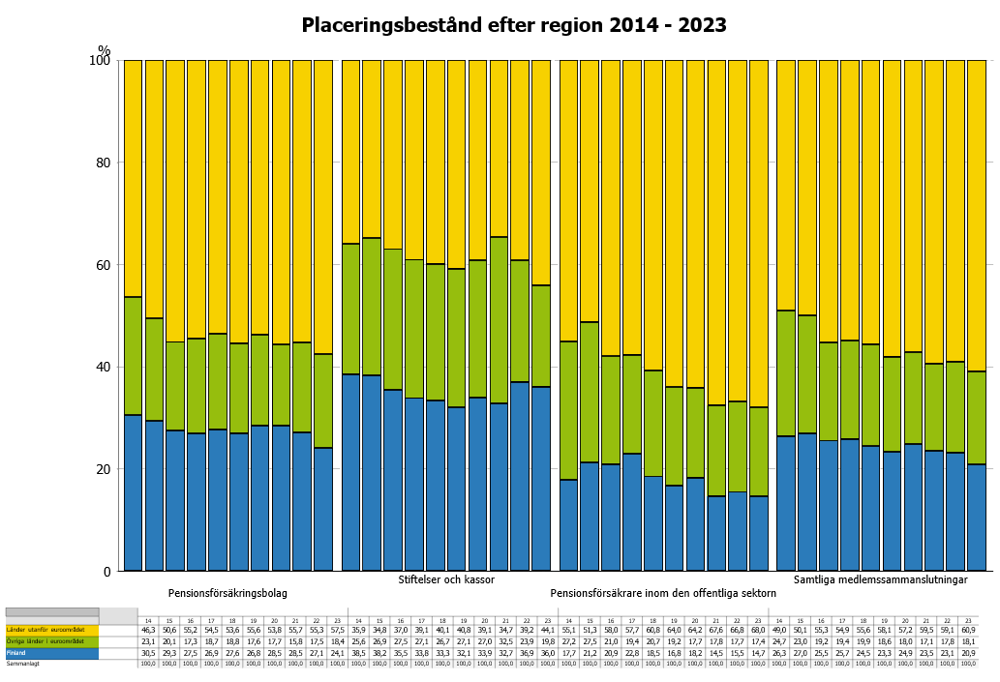 Placeringsbestånd efter region 2014 - 2023
%
100
80
60
40
20
0
Pensionsförsäkringsbolag
Stiftelser och kassor
Pensionsförsäkrare inom den offentliga sektorn
Samtliga medlemssammanslutningar
14 15 16 17 18 19 20 21 22 23 14 15 16 17 18 19 20 21 22 23 14 15 16 17 18 19 20 21 22 23 14 15 16 17 18 19 20 21 22 23
Länder utanför euroområdet 46,3 50,6 55,2 54,5 53,6 55,6 53,8 55,7 55,3 57,5 35,9 34,8 37,0 39,1 40,1 40,8 39,1 34,7 39,2 44,1 55,1 51,3 58,0 57,7 60,8 64,0 64,2 67,6 66,8 68,0 49,0 50,1 55,3 54,9 55,6 58,1 57,2 59,5 59,1 60,9
Övriga länder i euroområdet 23,1 20,1 17,3 18,7 18,8 17,6 17,7 15,8 17,5 18,4 25,6 26,9 27,5 27,1 26,7 27,1 27,0 32,5 23,9 19,8 27,2 27,5 21,0 19,4 20,7 19,2 17,7 17,8 17,7 17,4 24,7 23,0 19,2 19,4 19,9 18,6 18,0 17,1 17,8 18,1
Finland 30,5 29,3 27,5 26,9 27,6 26,8 28,5 28,5 27,1 24,1 38,5 38,2 35,5 33,8 33,3 32,1 33,9 32,7 36,9 36,0 17,7 21,2 20,9 22,8 18,5 16,8 18,2 14,5 15,5 14,7 26,3 27,0 25,5 25,7 24,5 23,3 24,9 23,5 23,1 20,9
Sammanlagt 100,0 100,0 100,0 100,0 100,0 100,0 100,0 100,0 100,0 100,0 100,0 100,0 100,0 100,0 100,0 100,0 100,0 100,0 100,0 100,0 100,0 100,0 100,0 100,0 100,0 100,0 100,0 100,0 100,0 100,0 100,0 100,0 100,0 100,0 100,0 100,0 100,0 100,0 100,0 100,0